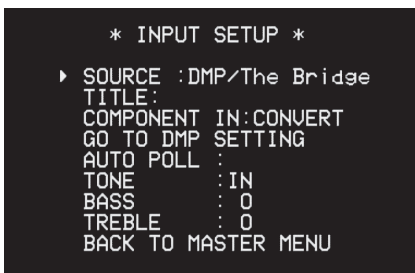 * INPUT SETUP *
SOURCE :DMP/The Bridge
TITLE:
COMPONENT IN:CONVERT
GO TO DMP SETTING
AUTO POLL :
TONE :IN
BASS : 0
TREBLE : 0
BACK TO MASTER MENU